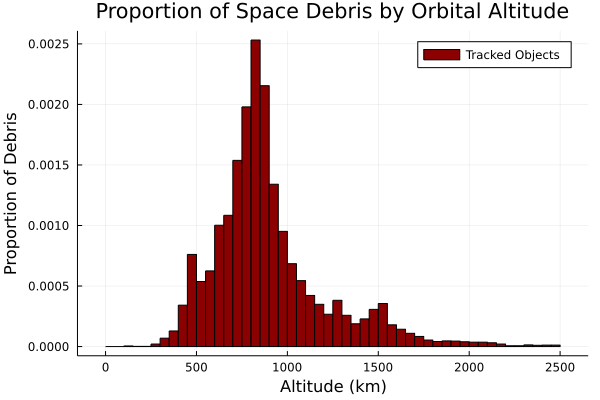 Proportion of Space Debris by Orbital Altitude
Tracked Objects
Proportion of Debris
0.0025
0.0020
0.0015
0.0010
0.0005
0.0000
0 500 1000 1500 2000 2500
Altitude (km)